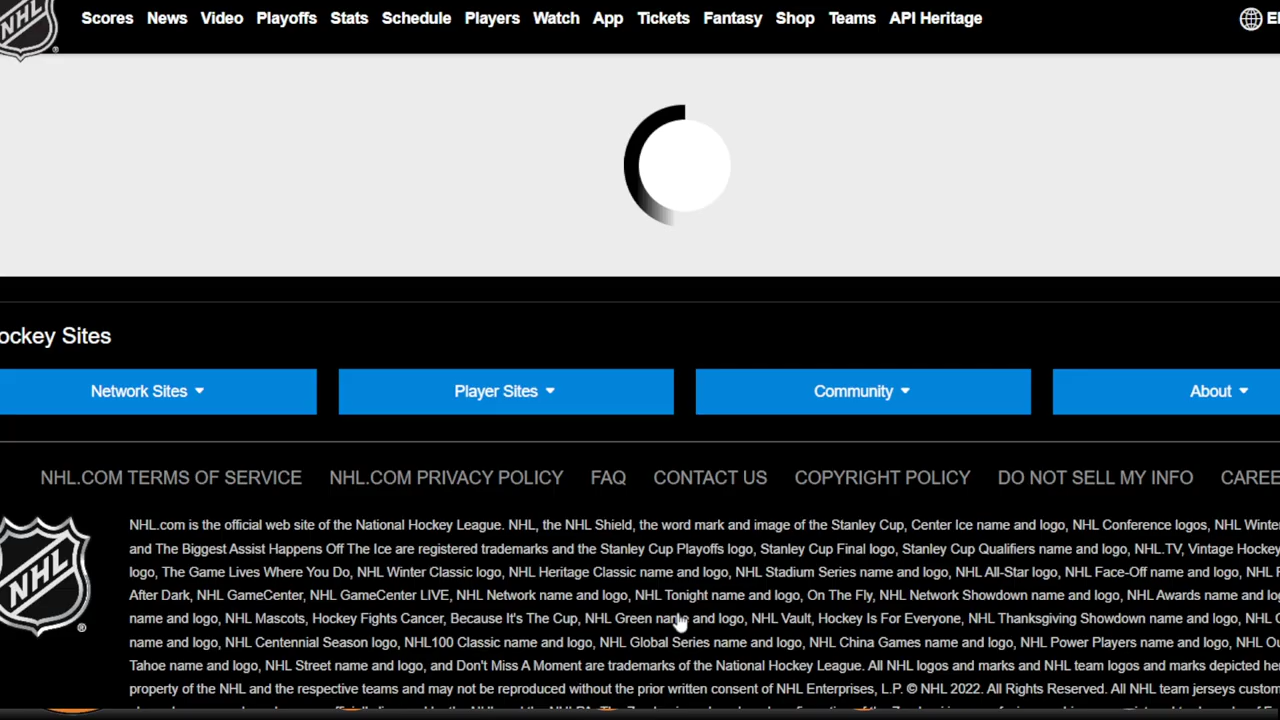 NHL
Scores News Video Playoffs Stats Schedule Players Watch App Tickets Fantasy Shop Teams API Heritage
ockey Sites
Network Sites Player Sites Community About
NHL.COM TERMS OF SERVICE NHL.COM PRIVACY POLICY FAQ CONTACT US COPYRIGHT POLICY DO NOT SELL MY INFO CAREE
NHL
NHL.com is the official web site of the National Hockey League. NHL, the NHL Shield, the word mark and image of the Stanley Cup, Center Ice name and logo, NHL Conference logos, NHL Winter
and The Biggest Assist Happens Off The Ice are registered trademarks and the Stanley Cup Playoffs logo, Stanley Cup Final logo, Stanley Cup Qualifiers name and logo, NHL.TV, Vintage Hockey
logo, The Game Lives Where You Do, NHL Winter Classic logo, NHL Heritage Classic name and logo, NHL Stadium Series name and logo, NHL All-Star logo, NHL Face-Off name and logo, NHL
After Dark, NHL GameCenter, NHL GameCenter LIVE, NHL Network name and logo, NHL Tonight name and logo, On The Fly, NHL Network Showdown name and logo, NHL Awards name and
name and logo, NHL Mascots, Hockey Fights Cancer, Because It's The Cup, NHL Green name and logo, NHL Vault, Hockey Is For Everyone, NHL Thanksgiving Showdown name and logo, NHL
name and logo, NHL Centennial Season logo, NHL100 Classic name and logo, NHL Global Series name and logo, NHL China Games name and logo, NHL Power Players name and logo, NHL
Tahoe name and logo, NHL Street name and logo, and Don't Miss A Moment are trademarks of the National Hockey League. All NHL logos and marks and NHL team logos and marks depicted
property of the NHL and the respective teams and may not be reproduced without the prior written consent of NHL Enterprises, L.P. © NHL 2022. All Rights Reserved. All NHL team jerseys